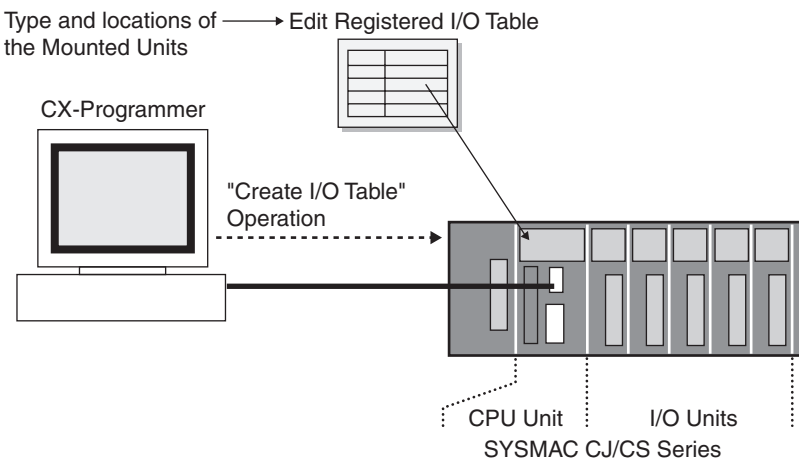 Type and locations of
the Mounted Units
Edit Registered I/O Table
CX-Programmer
"Create I/O Table"
Operation
CPU Unit
I/O Units
SYSMAC CJ/CS Series